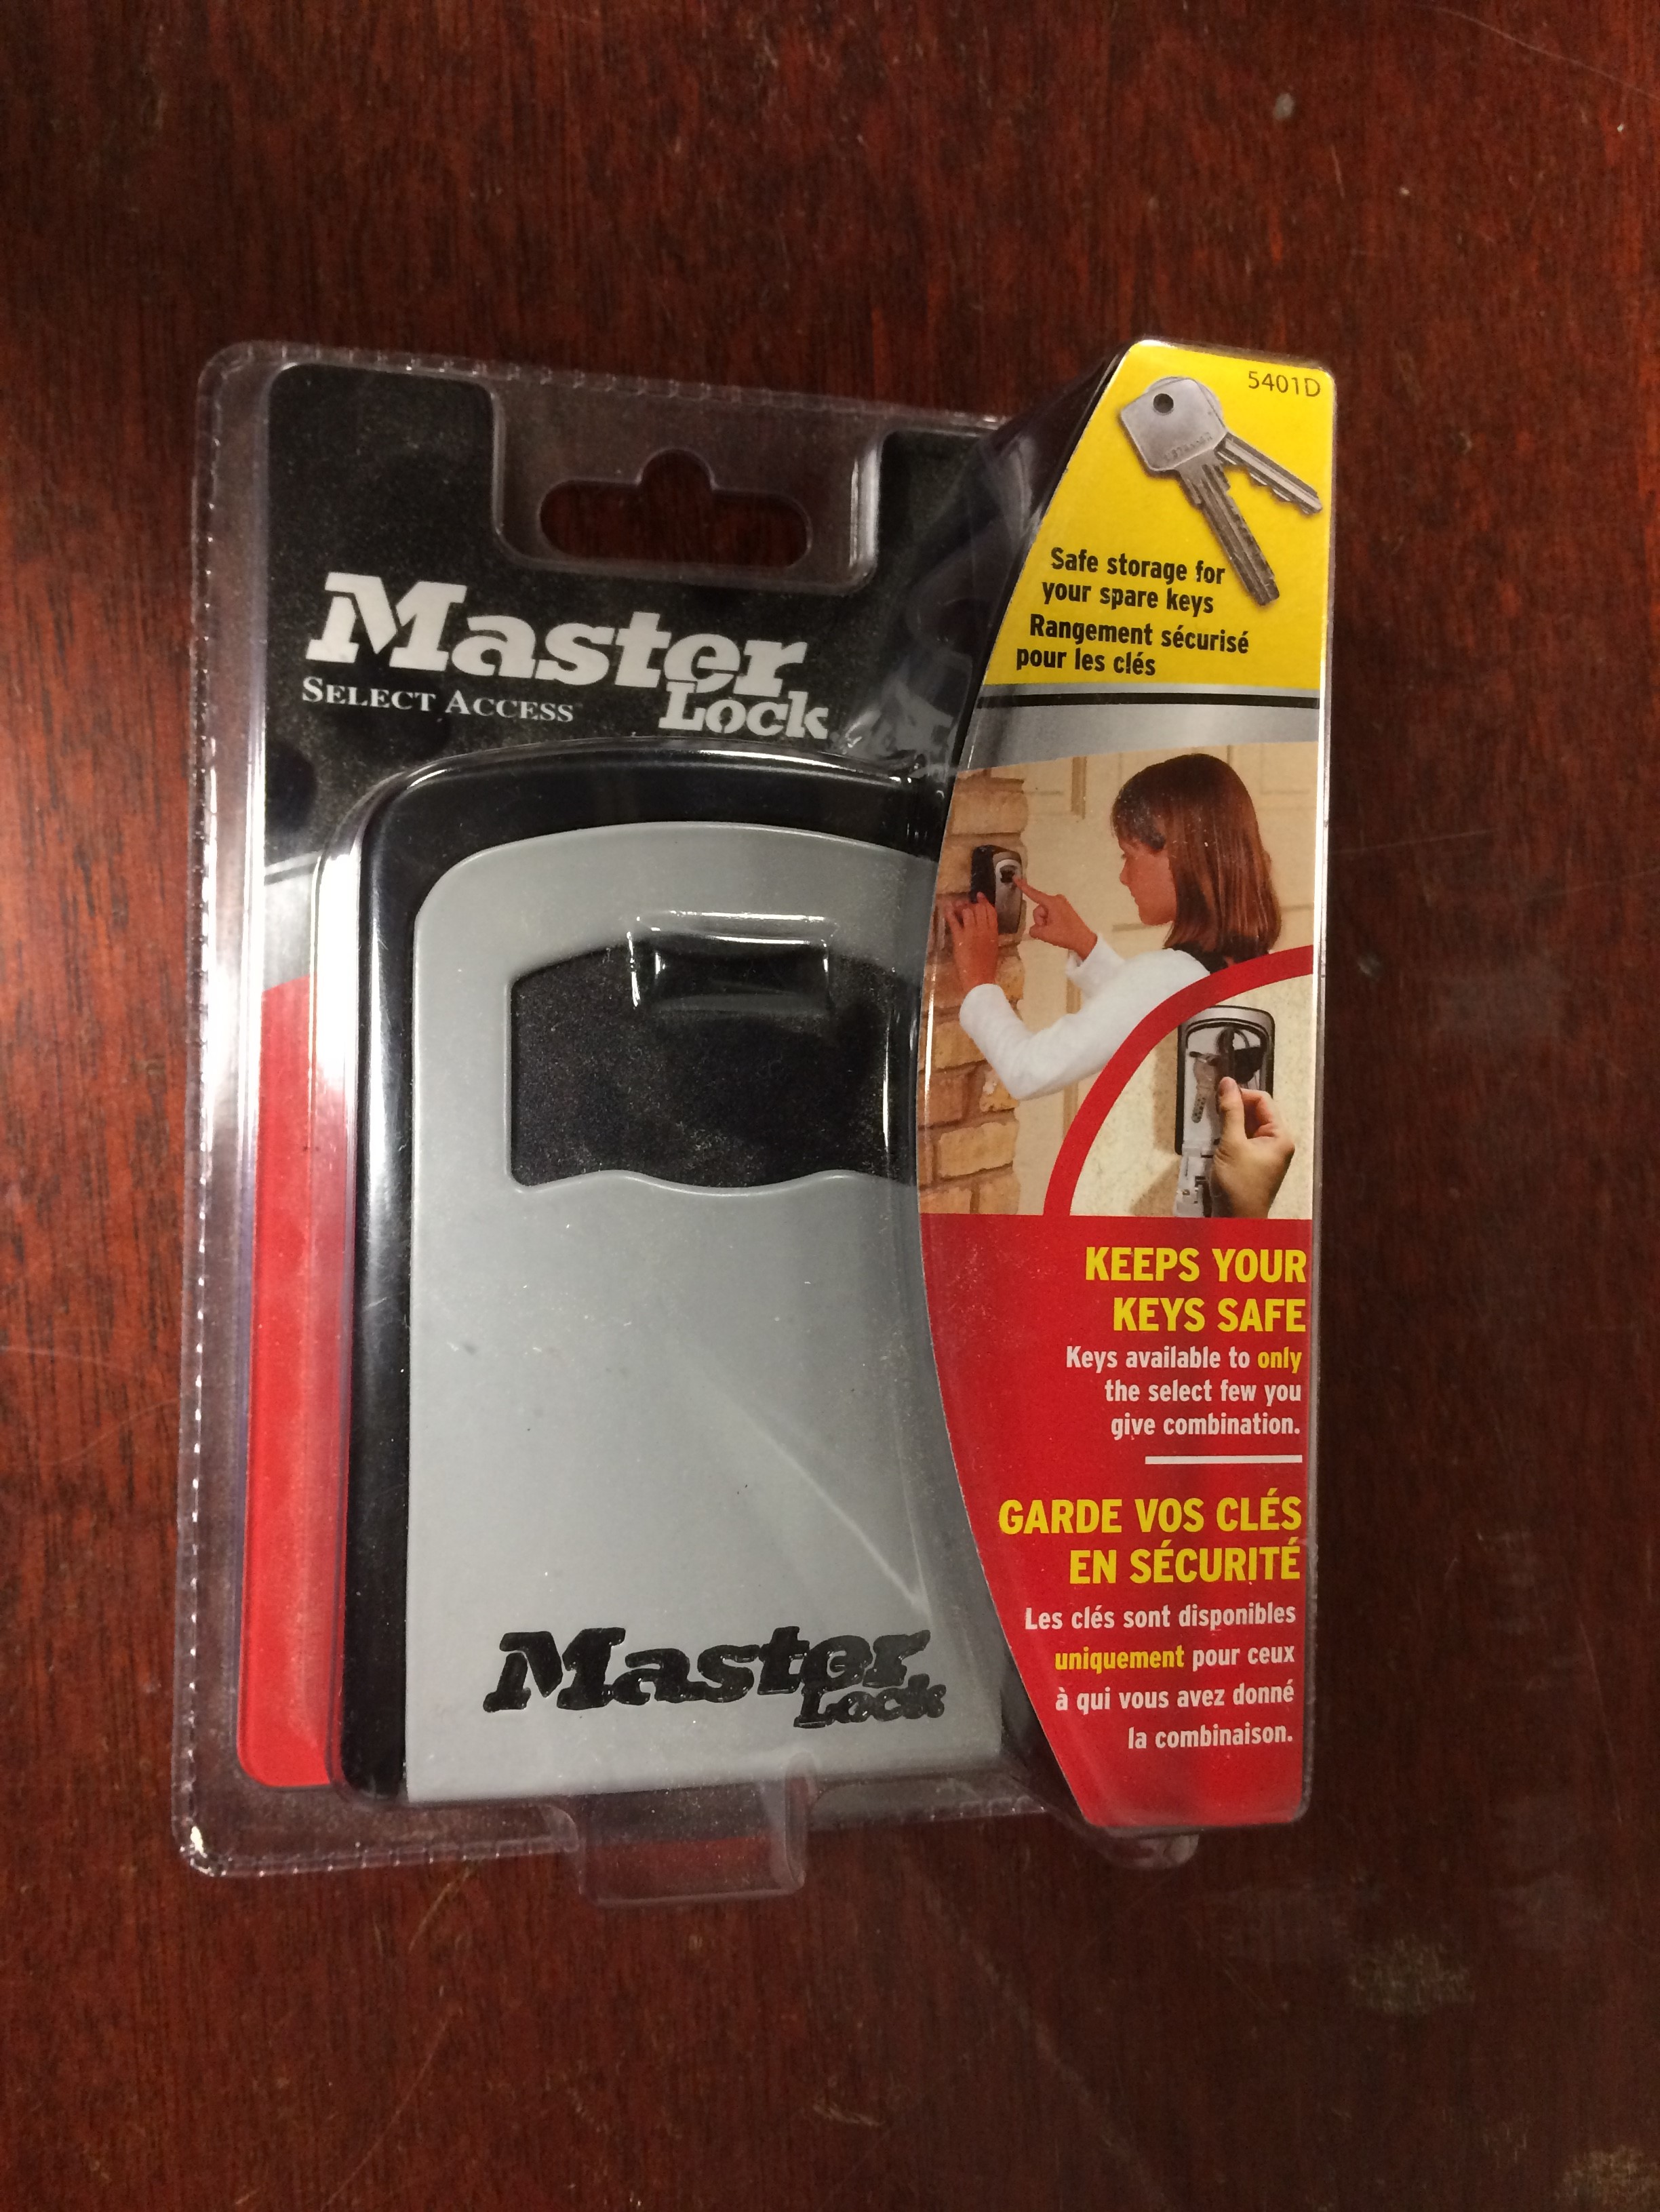 5401D
Safe storage for
your spare keys
Rangement sécurisé
pour les clés
Master
Lock
SELECT ACCESS
KEEPS YOUR
KEYS SAFE
Keys available to only
the select few you
give combination.
GARDE VOS CLÉS
EN SÉCURITÉ
Les clés sont disponibles
uniquement pour ceux
à qui vous avez donné
la combinaison.
Master
Lock